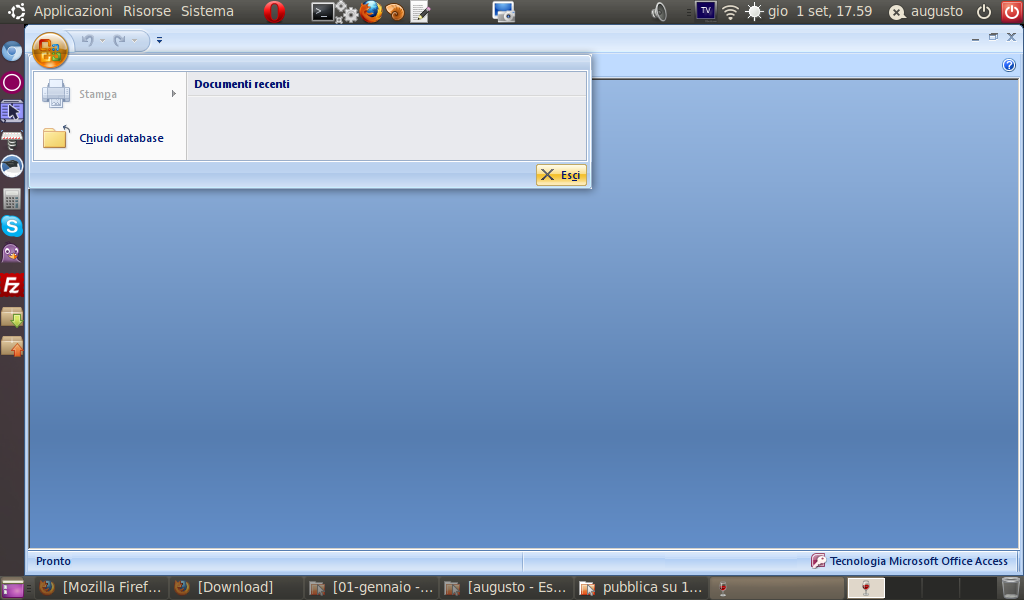 Applicazioni Risorse Sistema
TV
gio 1 set, 17.59
augusto
Stampa
Documenti recenti
Chiudi database
Esci
S
Fz
Pronto
Tecnologia Microsoft Office Access
[Mozilla Firef...
[Download]
[01-gennaio -...
[augusto - Es...
pubblica su 1...